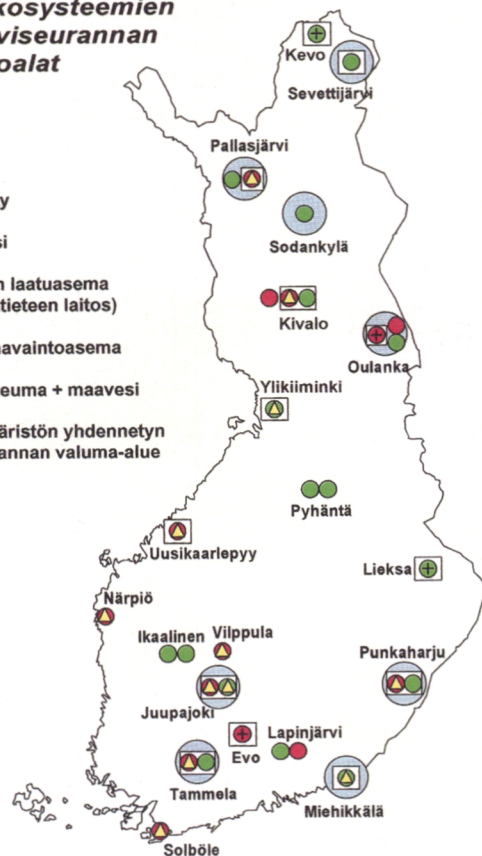 kosysteemien
viseurannan
oalat
Kevo
Sevettijärvi
Pallasjärvi
y
Sodankylä
si
n laatuasema
tieteen laitos)
Kivalo
avaintoasema
Oulanka
euma + maavesi
Ylikiiminki
äristön yhdennetyn
annan valuma-alue
Pyhäntä
Uusikaarlepyy
Lieksa
Närpiö
Ikaalinen
Vilppula
Punkaharju
Juupajoki
Lapinjärvi
Evo
Tammela
Miehikkälä
Solböle